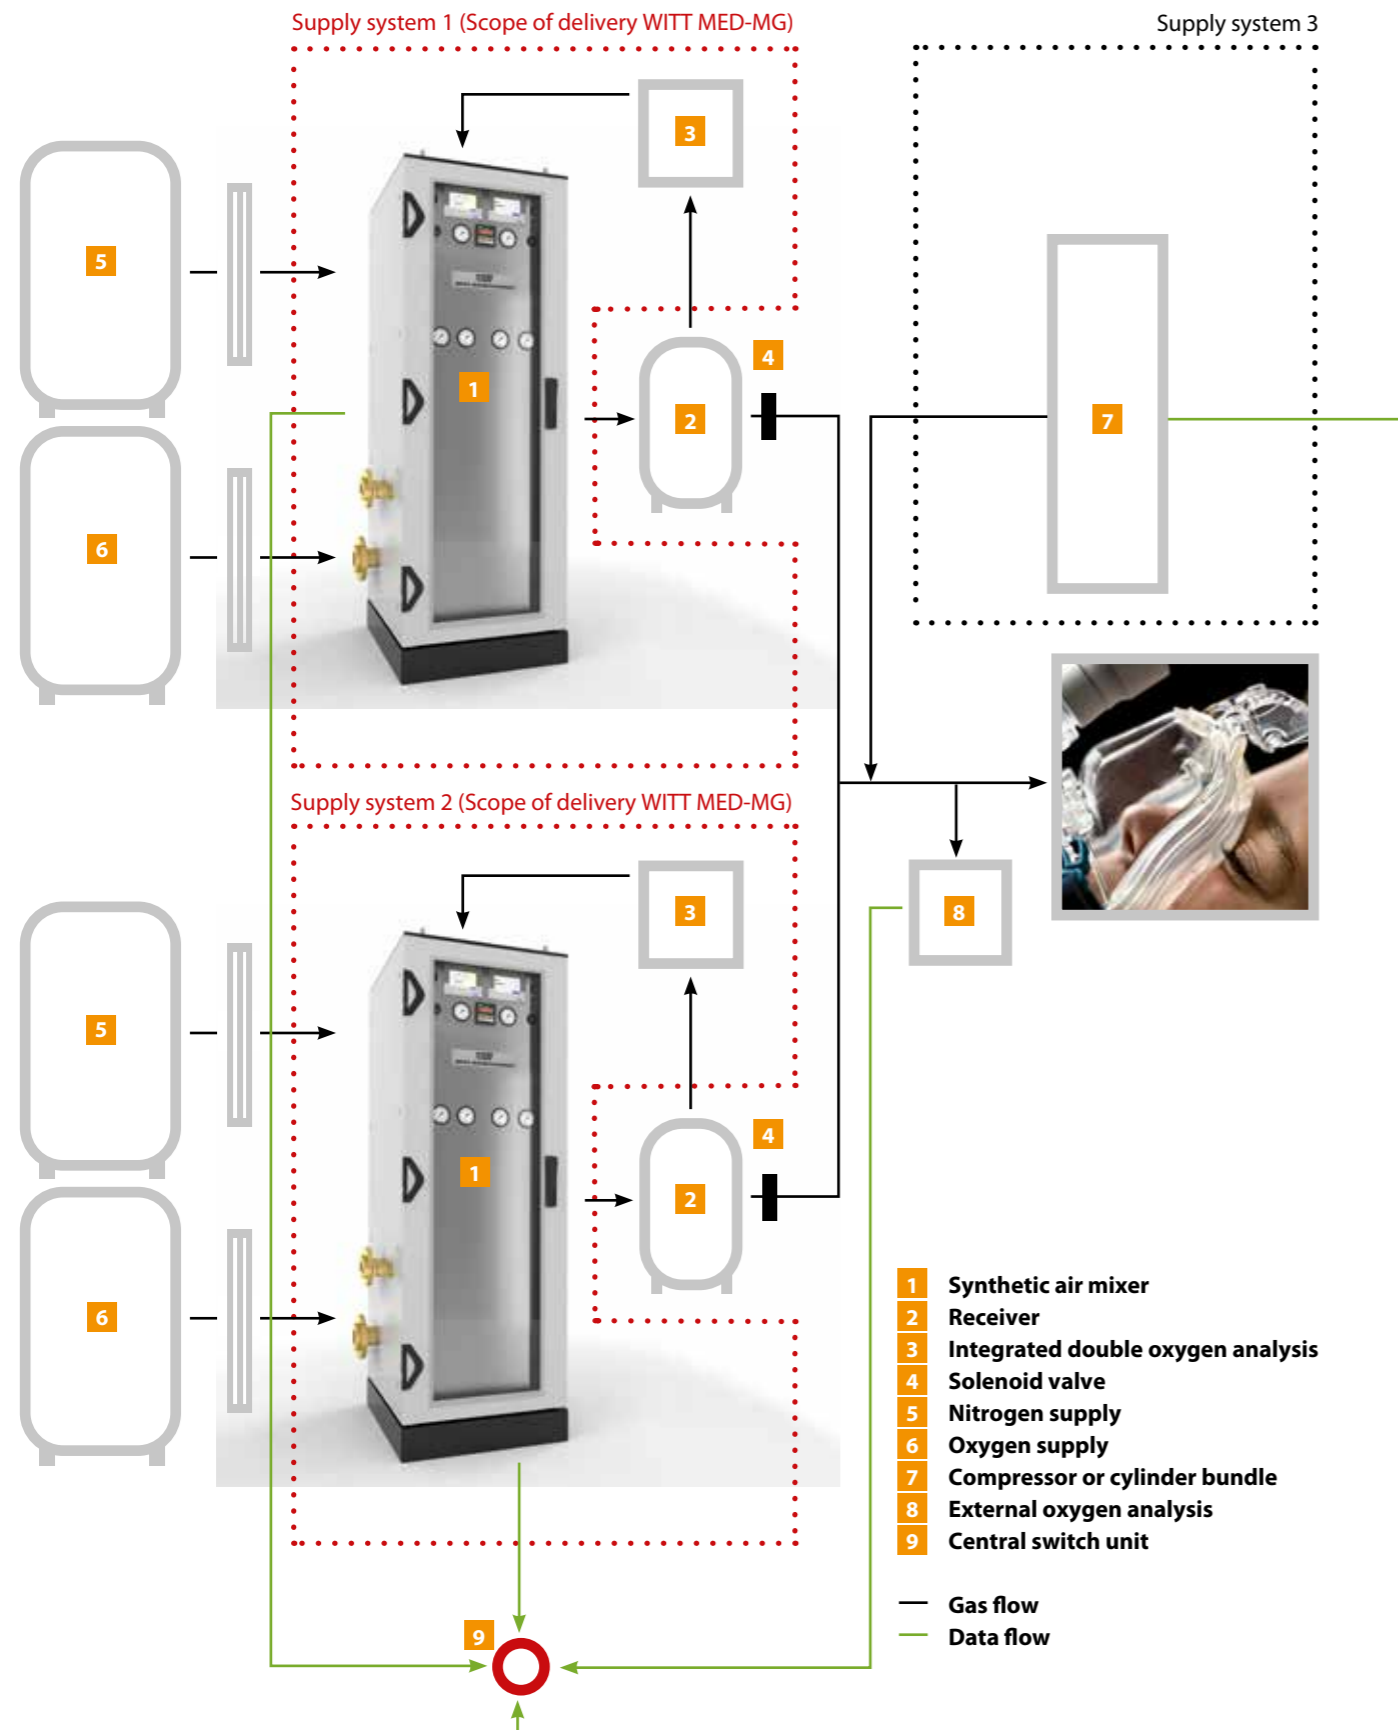 Supply system 1 (Scope of delivery WITT MED-MG)
Supply system 3
3
5
4
1
2
7
6
Supply system 2 (Scope of delivery WITT MED-MG)
3
8
5
4
1
2
6
1 Synthetic air mixer
2 Receiver
3 Integrated double oxygen analysis
4 Solenoid valve
5 Nitrogen supply
6 Oxygen supply
7 Compressor or cylinder bundle
8 External oxygen analysis
9 Central switch unit
Gas flow
Data flow
9